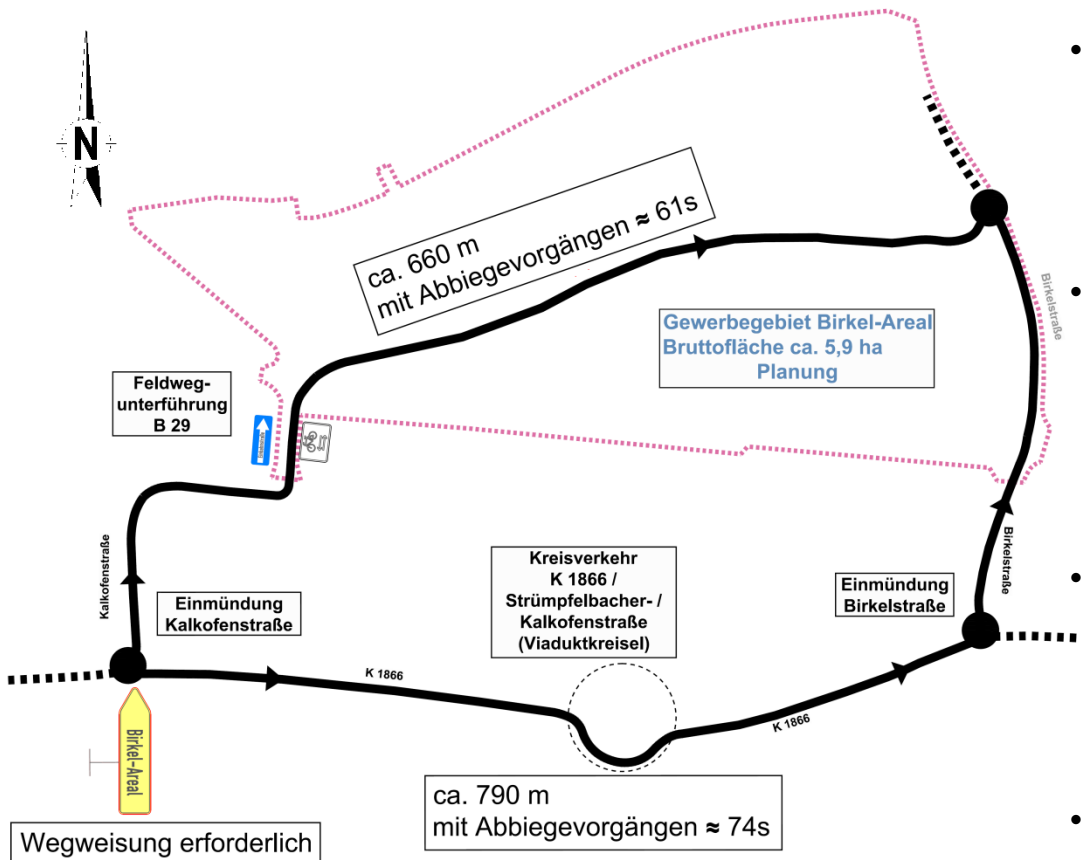 N
ca. 660 m
mit Abbiegevorgängen ≈ 61s
Birkelstraße
Gewerbegebiet Birkel-Areal
Bruttofläche ca. 5,9 ha
Planung
Feldweg-
unterführung
B 29
Kalkofenstraße
Einmündung
Kalkofenstraße
Kreisverkehr
K 1866 /
Strümpfelbacher- /
Kalkofenstraße
(Viaduktkreisel)
Einmündung
Birkelstraße
Birkelstraße
K 1866
K 1866
Birkel-Areal
ca. 790 m
mit Abbiegevorgängen ≈ 74s
Wegweisung erforderlich